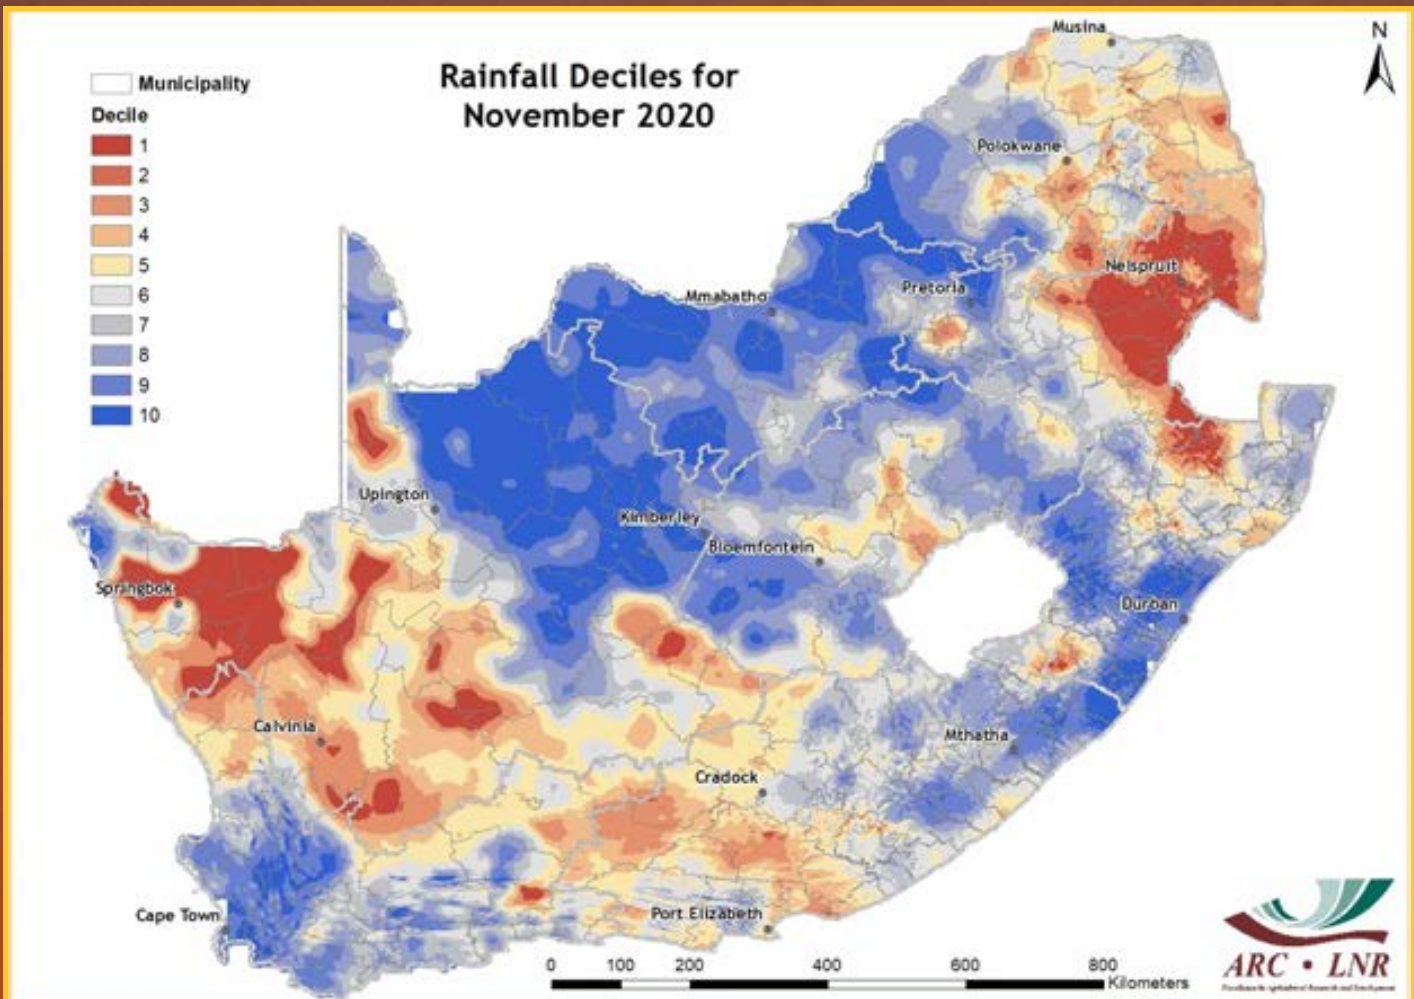 Rainfall Deciles for
November 2020
N
Municipality
Decile
1
2
3
4
5
6
7
8
9
10
Musina
Polokwane
Nelspruit
Pretoria
Mmabatho
Upington
Kimberley
Bloemfontein
Springbok
Durban
Calvinia
Mthatha
Cradock
Cape Town
Port Elizabeth
0 100 200 400 600 800
Kilometers
ARC • LNR